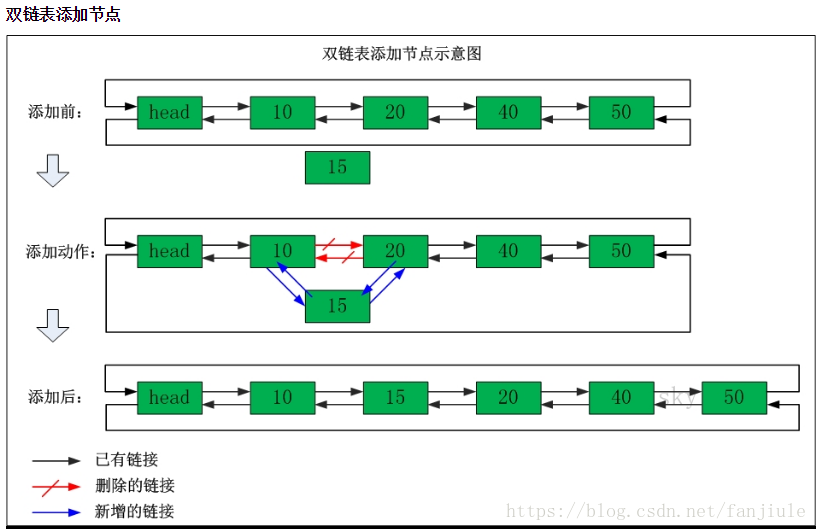 双链表添加节点
双链表添加节点示意图
添加前：
head 10 20 40 50
15
添加动作：
head 10 20 40 50
15
添加后：
head 10 15 20 40 sky 50
已有链接
删除的链接
新增的链接
https://blog.csdn.net/fanjiule